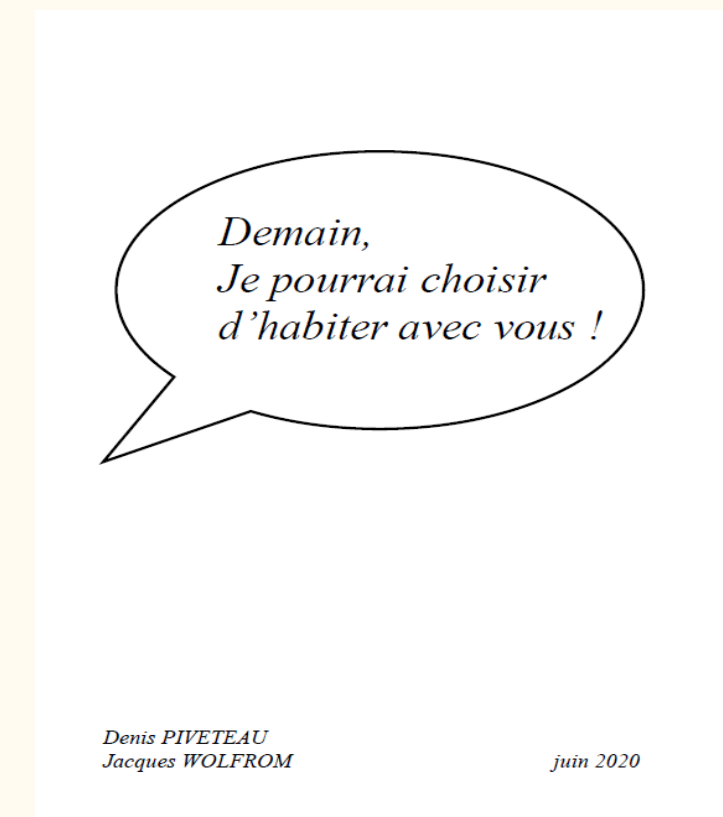 Demain,
Je pourrai choisir
d’habiter avec vous !
Denis PIVETEAU
Jacques WOLFROM
juin 2020